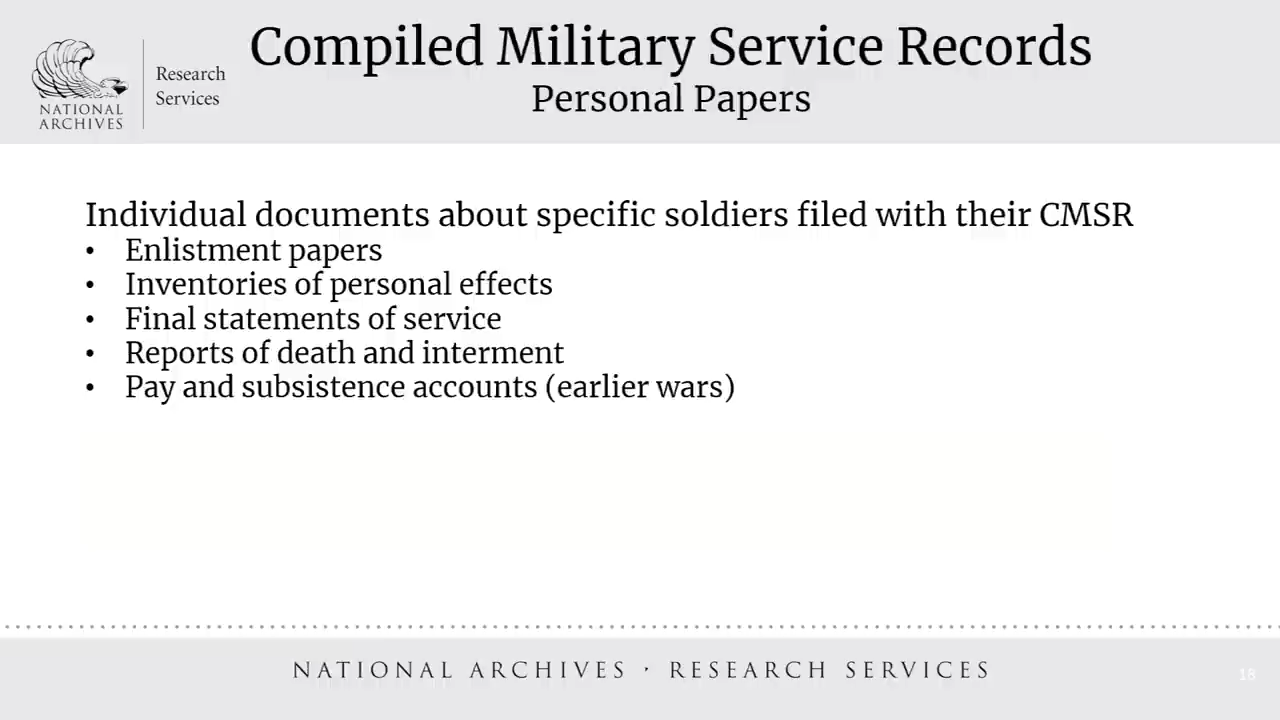 Compiled Military Service Records
Personal Papers
NATIONAL
ARCHIVES
Research
Services
Individual documents about specific soldiers filed with their CMSR
• Enlistment papers
• Inventories of personal effects
• Final statements of service
• Reports of death and interment
• Pay and subsistence accounts (earlier wars)
NATIONAL ARCHIVES · RESEARCH SERVICES
18